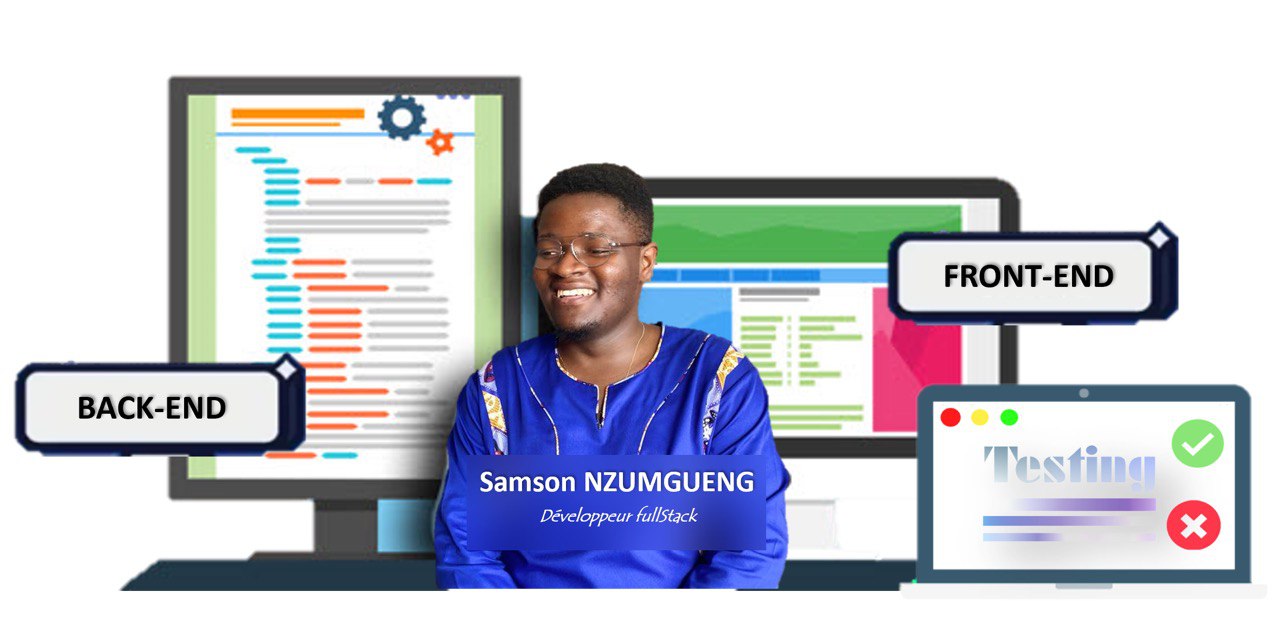 BACK-END
FRONT-END
Samson NZUMGUENG
Développeur fullStack
Testing